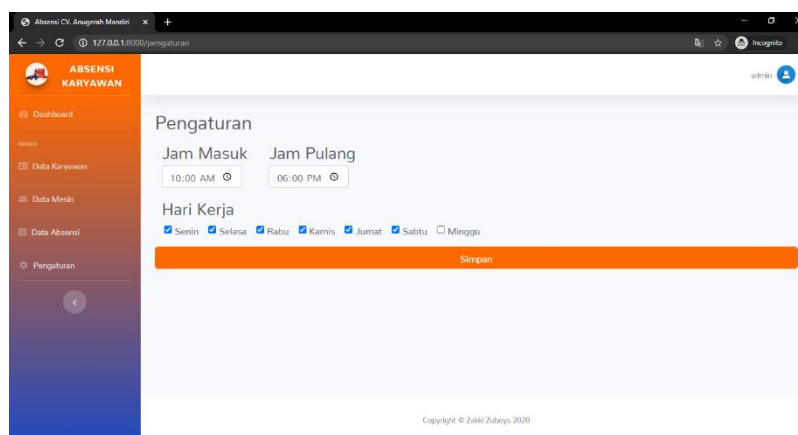 Absensi CV. Anugerah Mandiri
127.0.0.1:8000/pengaturan
Incognito
ABSENSI
KARYAWAN
admin
Dashboard
MENU
Data Karyawan
Data Mesin
Data Absensi
Pengaturan
Pengaturan
Jam Masuk Jam Pulang
10:00 AM 06:00 PM
Hari Kerja
Senin Selasa Rabu Kamis Jumat Sabtu Minggu
Simpan
Copyright © Zakki Zuboys 2020